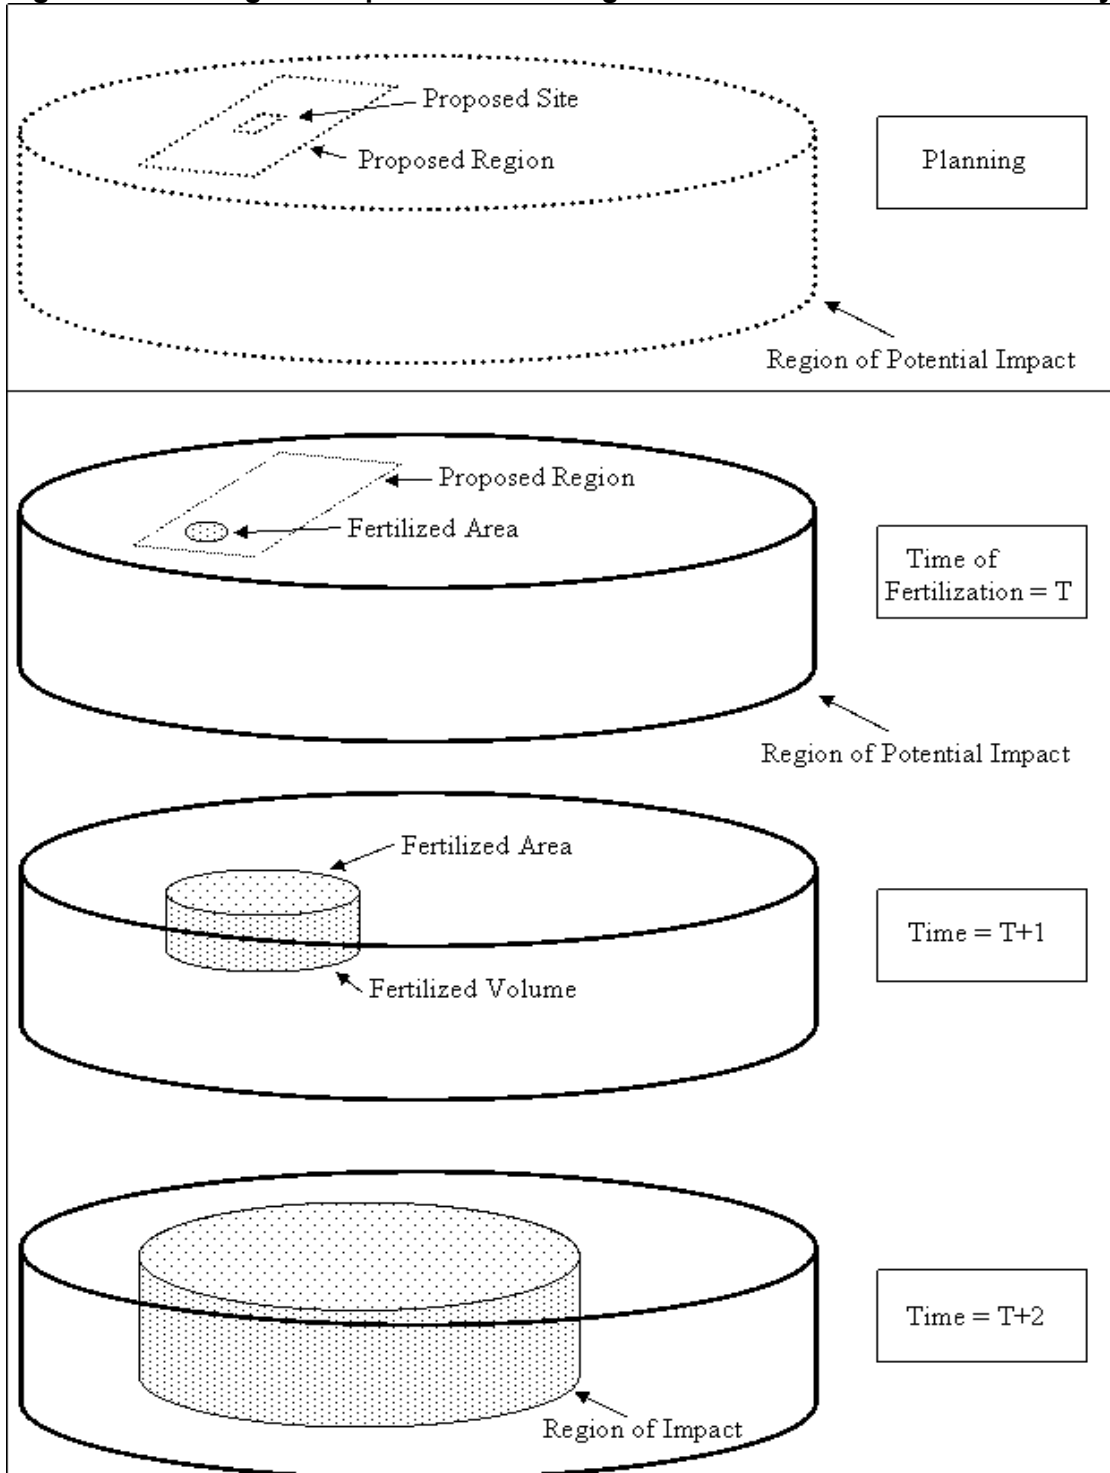 Proposed Site
Proposed Region
Planning
Region of Potential Impact
Proposed Region
Fertilized Area
Time of
Fertilization = T
Region of Potential Impact
Fertilized Area
Time = T+1
Fertilized Volume
Time = T+2
Region of Impact